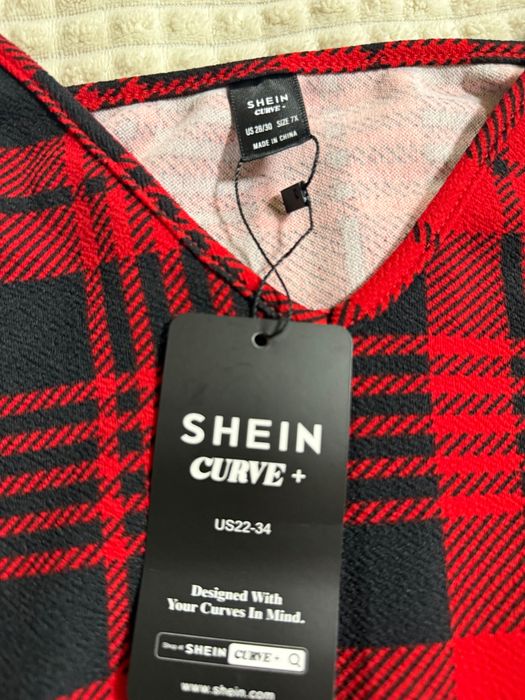 SHEIN
CURVE +
US 28/30 SIZE 7X
MADE IN CHINA
SHEIN
CURVE +
US22-34
Designed With
Your Curves In Mind.
Shop at SHEIN CURVE +
www.shein.com